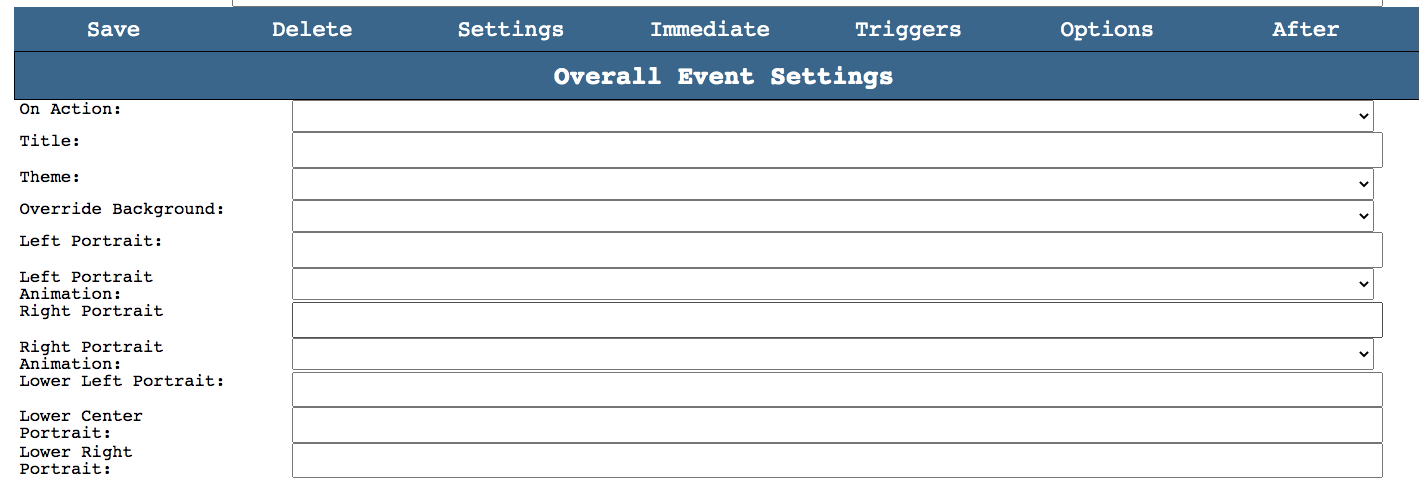 Save Delete Settings Immediate Triggers Options After
Overall Event Settings
On Action:
Title:
Theme:
Override Background:
Left Portrait:
Left Portrait
Animation:
Right Portrait
Right Portrait
Animation:
Lower Left Portrait:
Lower Center
Portrait:
Lower Right
Portrait: